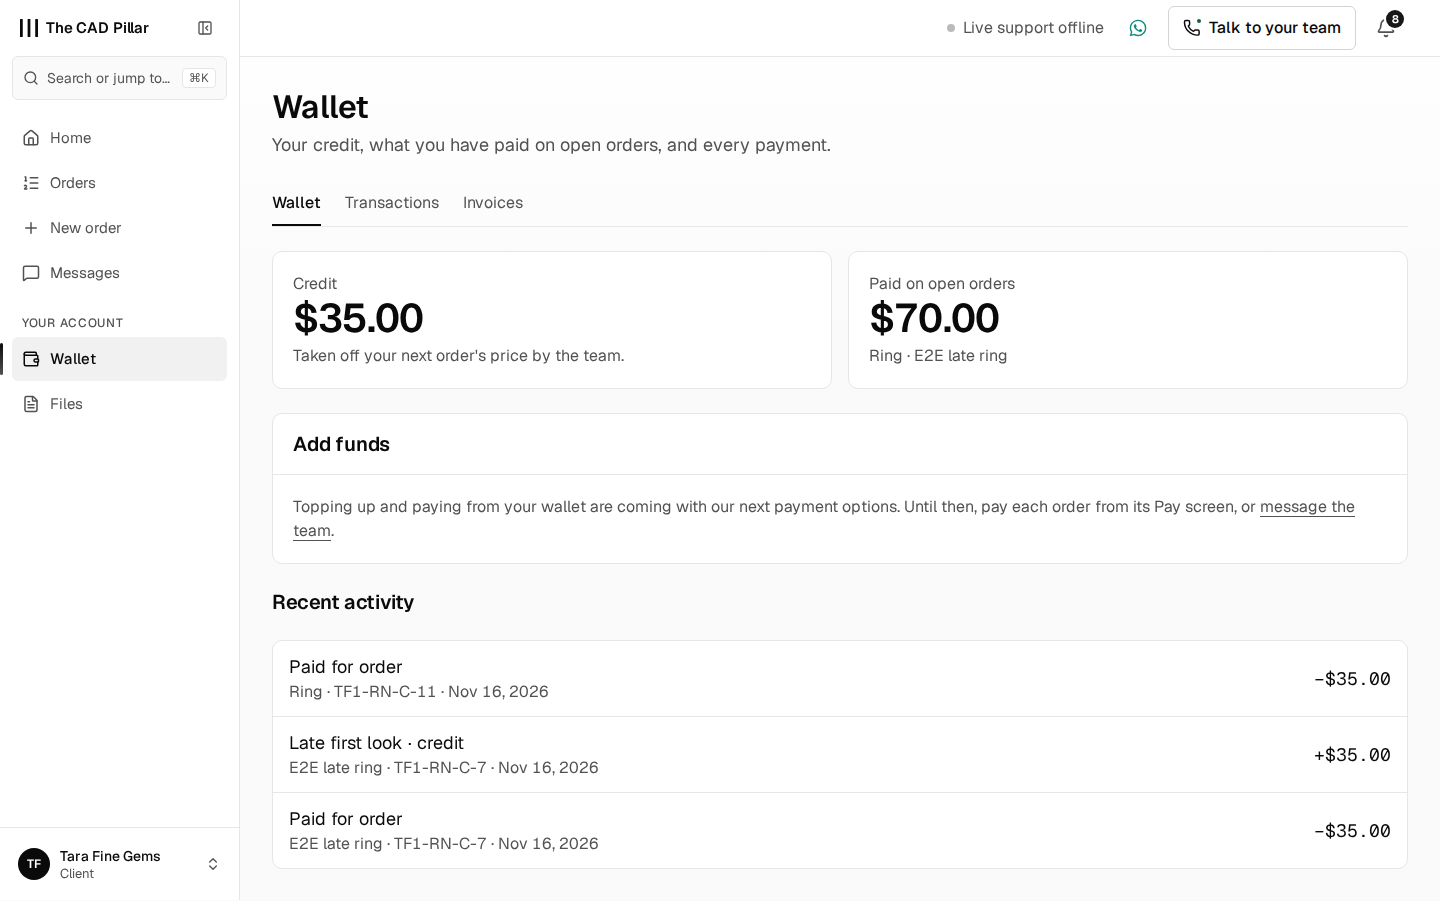 The CAD Pillar
Search or jump to...
⌘K
Home
Orders
New order
Messages
YOUR ACCOUNT
Wallet
Files
TF
Tara Fine Gems
Client
Live support offline
Talk to your team
8
Wallet
Your credit, what you have paid on open orders, and every payment.
Wallet
Transactions
Invoices
Credit
$35.00
Taken off your next order's price by the team.
Paid on open orders
$70.00
Ring · E2E late ring
Add funds
Topping up and paying from your wallet are coming with our next payment options. Until then, pay each order from its Pay screen, or message the
team.
Recent activity
Paid for order
Ring · TF1-RN-C-11 · Nov 16, 2026
−$35.00
Late first look · credit
E2E late ring · TF1-RN-C-7 · Nov 16, 2026
+$35.00
Paid for order
E2E late ring · TF1-RN-C-7 · Nov 16, 2026
−$35.00